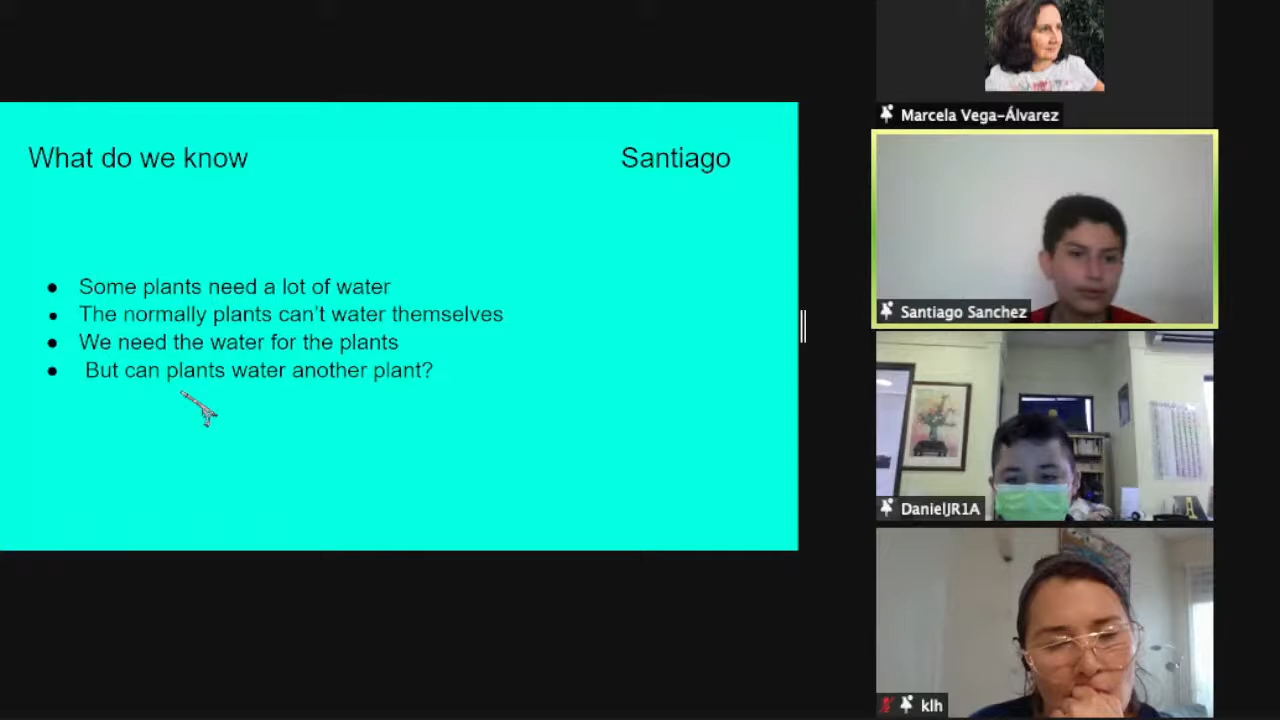 What do we know
Santiago
Some plants need a lot of water
The normally plants can't water themselves
We need the water for the plants
But can plants water another plant?
Marcela Vega-Álvarez
Santiago Sanchez
DanielJR1A
klh